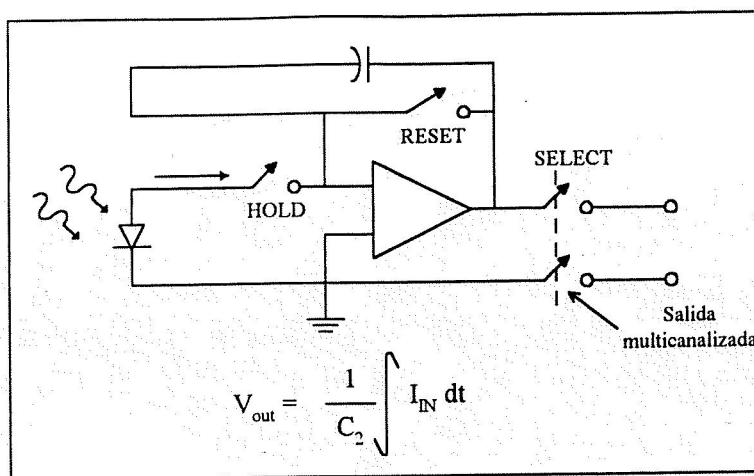 RESET
SELECT
HOLD
Salida
multicanalizada
V_out = 1/C_2 ∫ I_IN dt